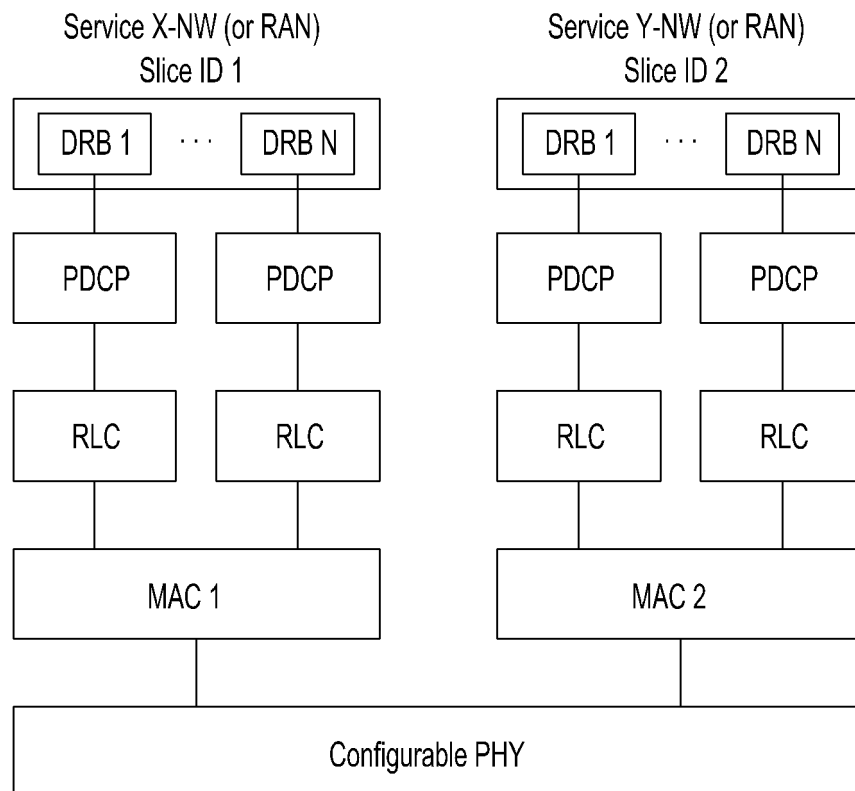 Service X-NW (or RAN)
Slice ID 1
Service Y-NW (or RAN)
Slice ID 2
DRB 1 · · · DRB N
DRB 1 · · · DRB N
PDCP PDCP
PDCP PDCP
RLC RLC
RLC RLC
MAC 1
MAC 2
Configurable PHY